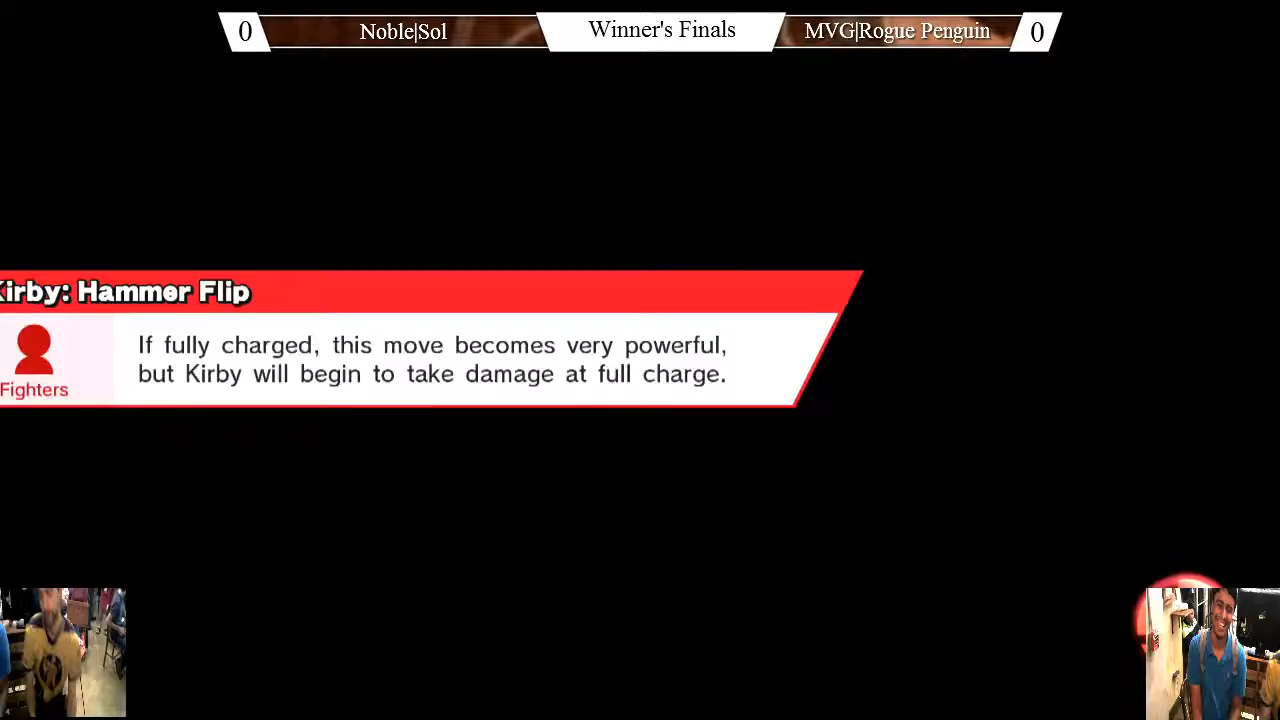 0 Noble|Sol Winner's Finals MVG|Rogue Penguin 0
Kirby: Hammer Flip
If fully charged, this move becomes very powerful,
but Kirby will begin to take damage at full charge.
Fighters